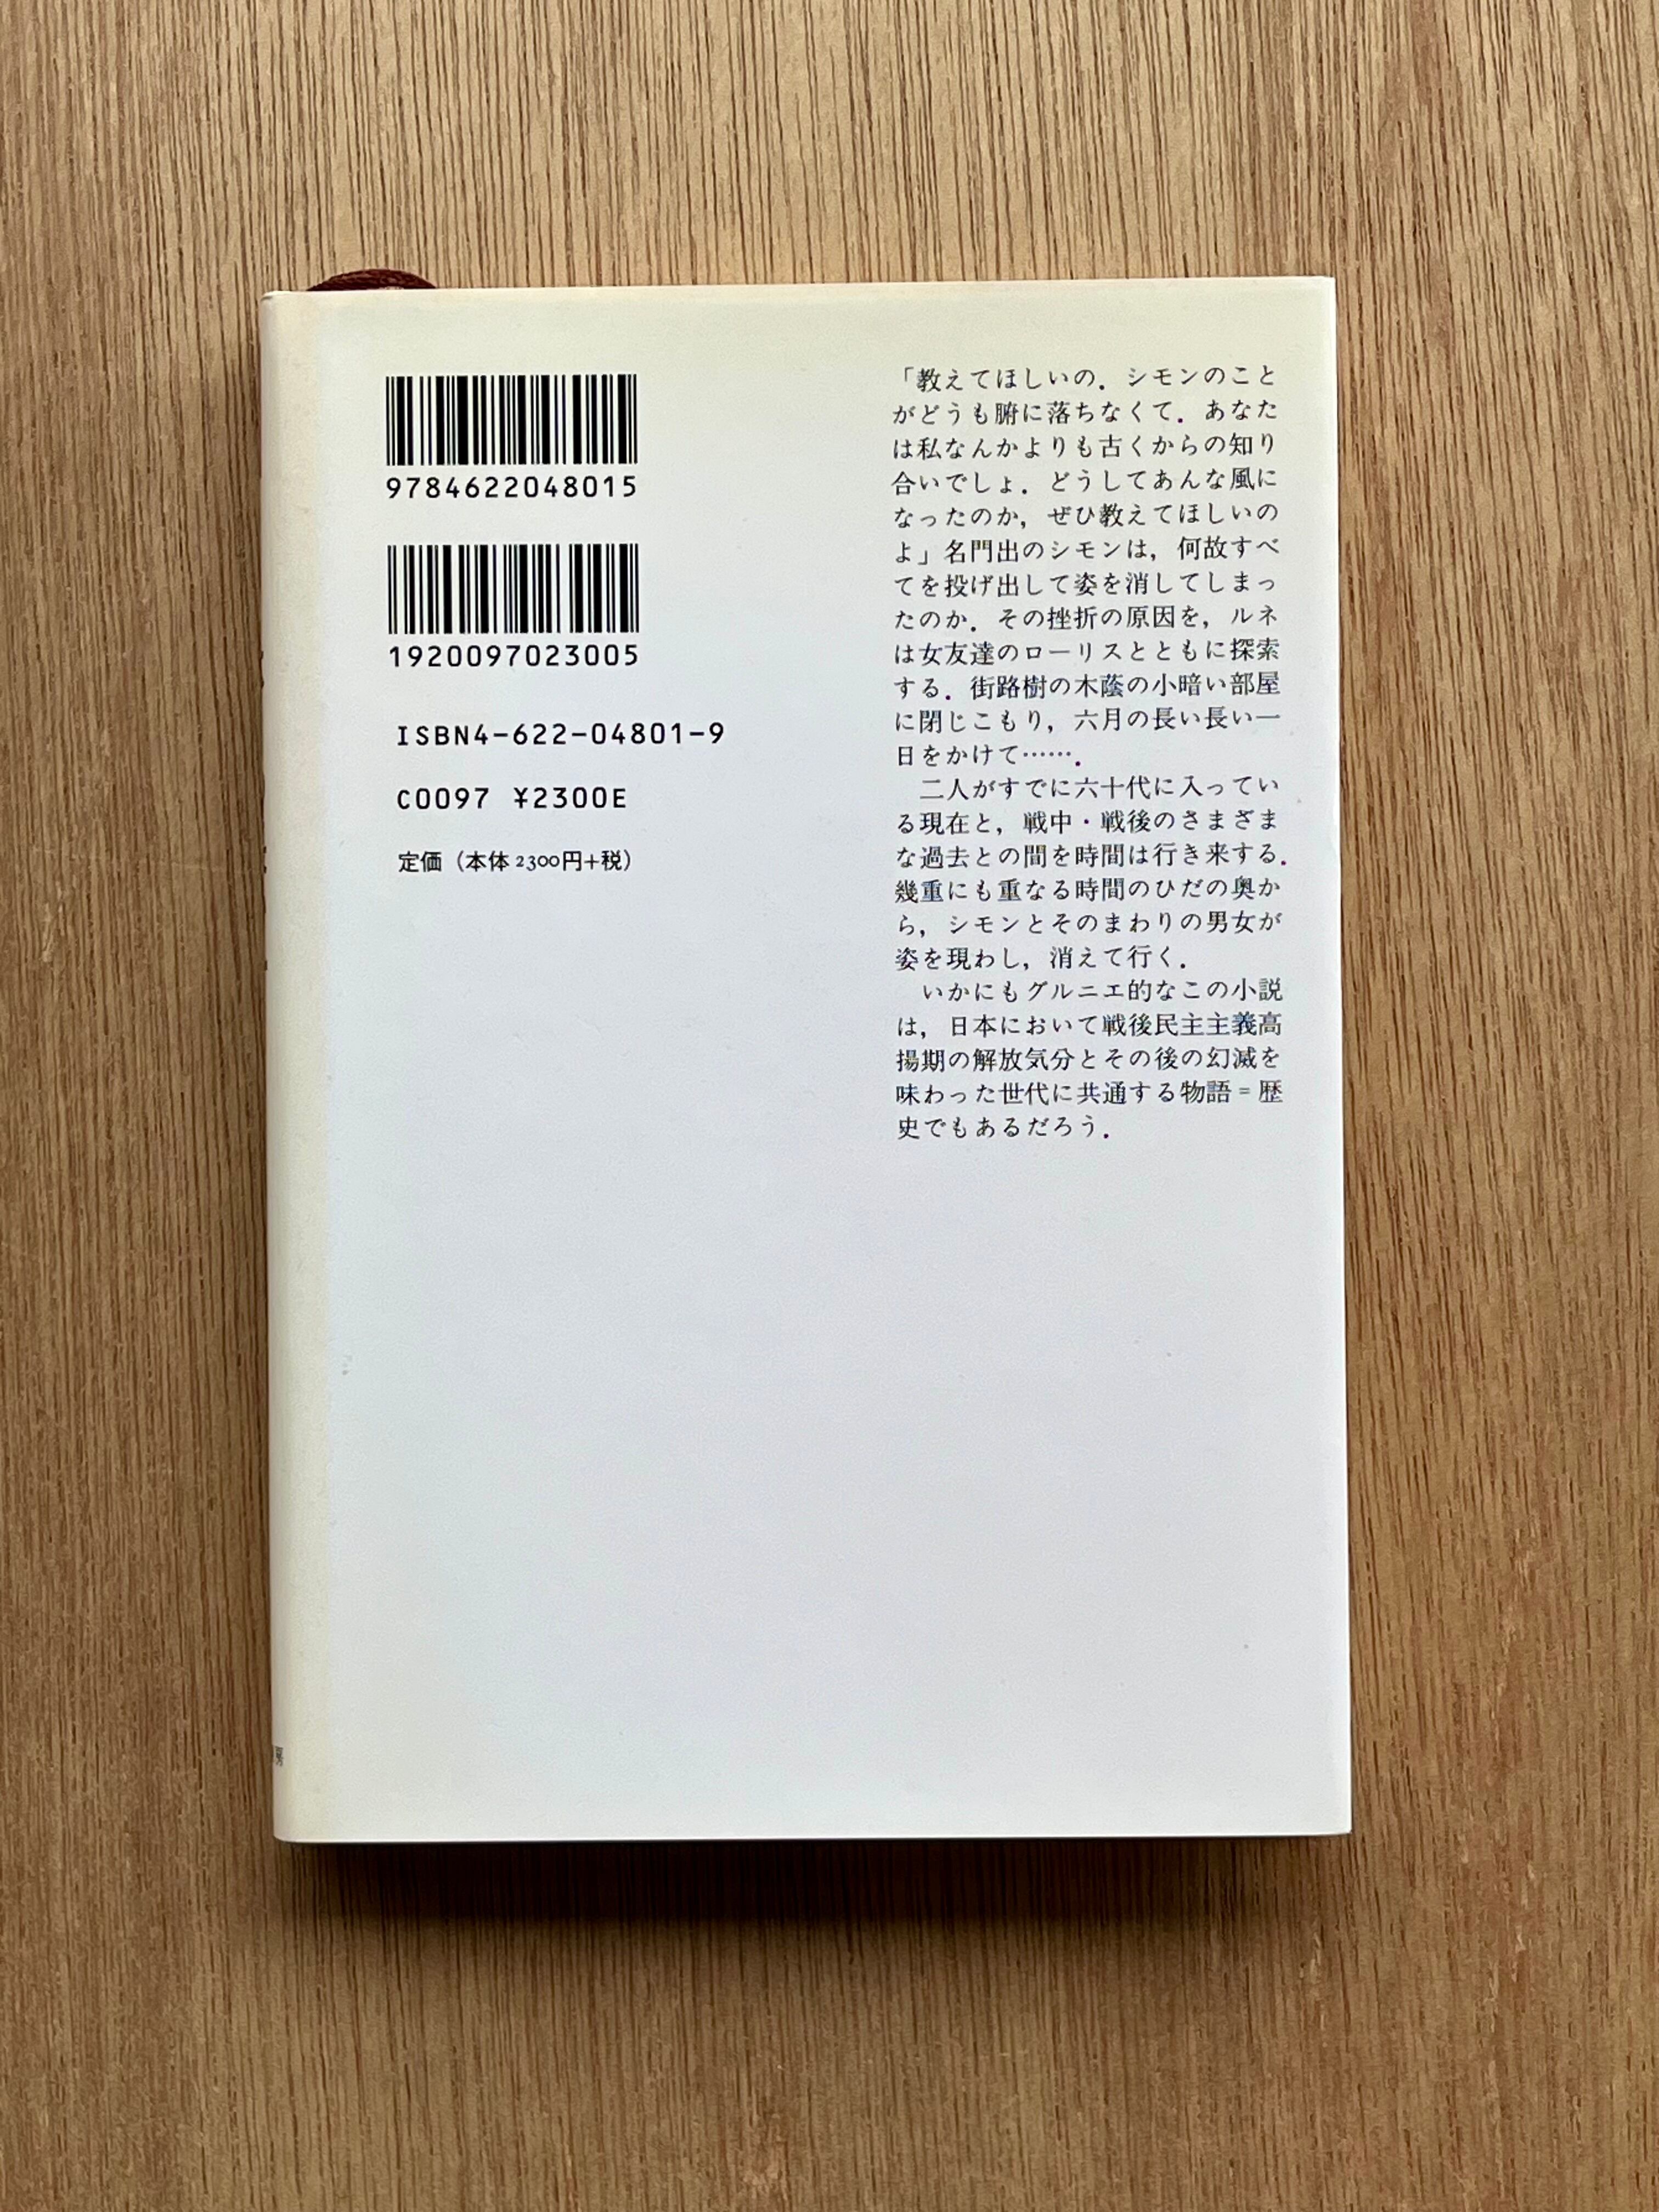 9784622048015
1920097023005
ISBN4-622-04801-9
C0097 ¥2300E
定価（本体2300円+税）
「教えてほしいの．シモンのこと
がどうも腑に落ちなくて．あなた
は私なんかよりも古くからの知り
合いでしょ．どうしてあんな風に
なったのか，ぜひ教えてほしいの
よ」名門出のシモンは，何故すべ
てを投げ出して姿を消してしまっ
たのか．その挫折の原因を，ルネ
は女友達のローリスとともに探索
する．街路樹の木蔭の小暗い部屋
に閉じこもり，六月の長い長い一
日をかけて……．
　二人がすでに六十代に入ってい
る現在と，戦中・戦後のさまざま
な過去との間を時間は行き来する．
幾重にも重なる時間のひだの奥か
ら，シモンとそのまわりの男女が
姿を現わし，消えて行く．
　いかにもグルニエ的なこの小説
は，日本において戦後民主主義高
揚期の解放気分とその後の幻滅を
味わった世代に共通する物語＝歴
史でもあるだろう．
房